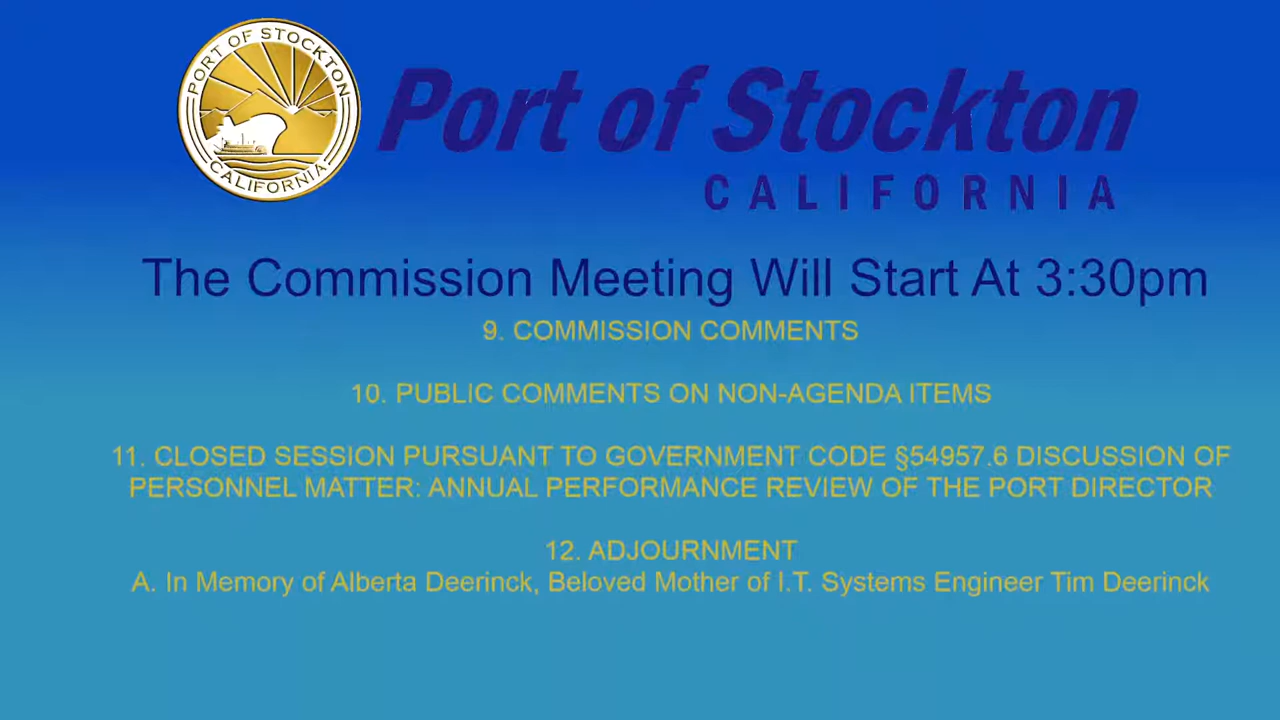 PORT OF STOCKTON
CALIFORNIA
Port of Stockton
CALIFORNIA
The Commission Meeting Will Start At 3:30pm
9. COMMISSION COMMENTS
10. PUBLIC COMMENTS ON NON-AGENDA ITEMS
11. CLOSED SESSION PURSUANT TO GOVERNMENT CODE §54957.6 DISCUSSION OF
PERSONNEL MATTER: ANNUAL PERFORMANCE REVIEW OF THE PORT DIRECTOR
12. ADJOURNMENT
A. In Memory of Alberta Deerinck, Beloved Mother of I.T. Systems Engineer Tim Deerinck